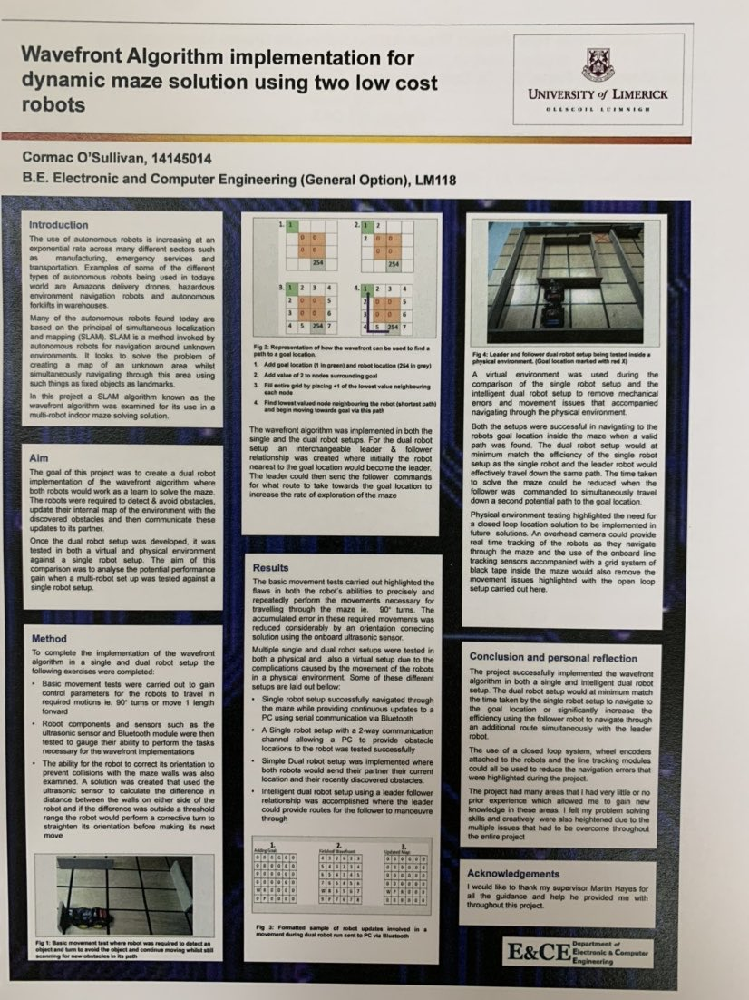 Wavefront Algorithm implementation for
dynamic maze solution using two low cost
robots
UNIVERSITY of LIMERICK
OLLSCOIL LUIMNIGH
Cormac O'Sullivan, 14145014
B.E. Electronic and Computer Engineering (General Option), LM118
Introduction
The use of autonomous robots is increasing at an
exponential rate across many different sectors such
as manufacturing, emergency services and
transportation. Examples of some of the different
types of autonomous robots being used in todays
world are Amazons delivery drones, hazardous
environment navigation robots and autonomous
forklifts in warehouses.
Many of the autonomous robots found today are
based on the principal of simultaneous localization
and mapping (SLAM). SLAM is a method invoked by
autonomous robots for navigation around unknown
environments. It looks to solve the problem of
creating a map of an unknown area whilst
simultaneously navigating through this area using
such things as fixed objects as landmarks.
In this project a SLAM algorithm known as the
wavefront algorithm was examined for its use in a
multi-robot indoor maze solving solution.
Aim
The goal of this project was to create a dual robot
implementation of the wavefront algorithm where
both robots would work as a team to solve the maze.
The robots were required to detect & avoid obstacles,
update their internal map of the environment with the
discovered obstacles and then communicate these
updates to its partner.
Once the dual robot setup was developed, it was
tested in both a virtual and physical environment
against a single robot setup. The aim of this
comparison was to analyse the potential performance
gain when a multi-robot set up was tested against a
single robot setup.
Method
To complete the implementation of the wavefront
algorithm in a single and dual robot setup the
following exercises were completed:
• Basic movement tests were carried out to gain
control parameters for the robots to travel in
required motions ie. 90° turns or move 1 length
forward
• Robot components and sensors such as the
ultrasonic sensor and Bluetooth module were then
tested to gauge their ability to perform the tasks
necessary for the wavefront implementations
• The ability for the robot to correct its orientation to
prevent collisions with the maze walls was also
examined. A solution was created that used the
ultrasonic sensor to calculate the difference in
distance between the walls on either side of the
robot and if the difference was outside a threshold
range the robot would perform a corrective turn to
straighten its orientation before making its next
move
Fig 1: Basic movement test where robot was required to detect an
object and turn to avoid the object and continue moving whilst still
scanning for new obstacles in its path
1. 1
0 0
0 0
254
2. 1 2
2 0 0
0 0
254
3. 1 2 3 4
2 0 0 5
3 0 0 6
4 5 254 7
4. 1 2 3 4
2 0 0 5
3 0 0 6
4 5 254 7
Fig 2: Representation of how the wavefront can be used to find a
path to a goal location.
1. Add goal location (1 in green) and robot location (254 in grey)
2. Add value of 2 to nodes surrounding goal
3. Fill entire grid by placing +1 of the lowest value neighbouring
each node
4. Find lowest valued node neighbouring the robot (shortest path)
and begin moving towards goal via this path
The wavefront algorithm was implemented in both the
single and the dual robot setups. For the dual robot
setup an interchangeable leader & follower
relationship was created where initially the robot
nearest to the goal location would become the leader.
The leader could then send the follower commands
for what route to take towards the goal location to
increase the rate of exploration of the maze
Results
The basic movement tests carried out highlighted the
flaws in both the robot's abilities to precisely and
repeatedly perform the movements necessary for
travelling through the maze ie. 90° turns. The
accumulated error in these required movements was
reduced considerably by an orientation correcting
solution using the onboard ultrasonic sensor.
Multiple single and dual robot setups were tested in
both a physical and also a virtual setup due to the
complications caused by the movement of the robots
in a physical environment. Some of these different
setups are laid out bellow:
• Single robot setup successfully navigated through
the maze while providing continuous updates to a
PC using serial communication via Bluetooth
• A Single robot setup with a 2-way communication
channel allowing a PC to provide obstacle
locations to the robot was tested successfully
• Simple Dual robot setup was implemented where
both robots would send their partner their current
location and their recently discovered obstacles.
• Intelligent dual robot setup using a leader follower
relationship was accomplished where the leader
could provide routes for the follower to manoeuvre
through
1. 2. 3.
Adding Goal: Finished Wavefront: Updated Map:
Fig 3: Formatted sample of robot updates involved in a
movement during dual robot run sent to PC via Bluetooth
Fig 4: Leader and follower dual robot setup being tested inside a
physical environment. (Goal location marked with red X)
A virtual environment was used during the
comparison of the single robot setup and the
intelligent dual robot setup to remove mechanical
errors and movement issues that accompanied
navigating through the physical environment.
Both the setups were successful in navigating to the
robots goal location inside the maze when a valid
path was found. The dual robot setup would at
minimum match the efficiency of the single robot
setup as the single robot and the leader robot would
effectively travel down the same path. The time taken
to solve the maze could be reduced when the
follower was commanded to simultaneously travel
down a second potential path to the goal location.
Physical environment testing highlighted the need for
a closed loop location solution to be implemented in
future solutions. An overhead camera could provide
real time tracking of the robots as they navigate
through the maze and the use of the onboard line
tracking sensors accompanied with a grid system of
black tape inside the maze would also remove the
movement issues highlighted with the open loop
setup carried out here.
Conclusion and personal reflection
The project successfully implemented the wavefront
algorithm in both a single and intelligent dual robot
setup. The dual robot setup would at minimum match
the time taken by the single robot setup to navigate to
the goal location or significantly increase the
efficiency using the follower robot to navigate through
an additional route simultaneously with the leader
robot.
The use of a closed loop system, wheel encoders
attached to the robots and the line tracking modules
could all be used to reduce the navigation errors that
were highlighted during the project.
The project had many areas that I had very little or no
prior experience which allowed me to gain new
knowledge in these areas. I felt my problem solving
skills and creatively were also heightened due to the
multiple issues that had to be overcome throughout
the entire project
Acknowledgements
I would like to thank my supervisor Martin Hayes for
all the guidance and help he provided me with
throughout this project.
E&CE
Department of
Electronic & Computer
Engineering